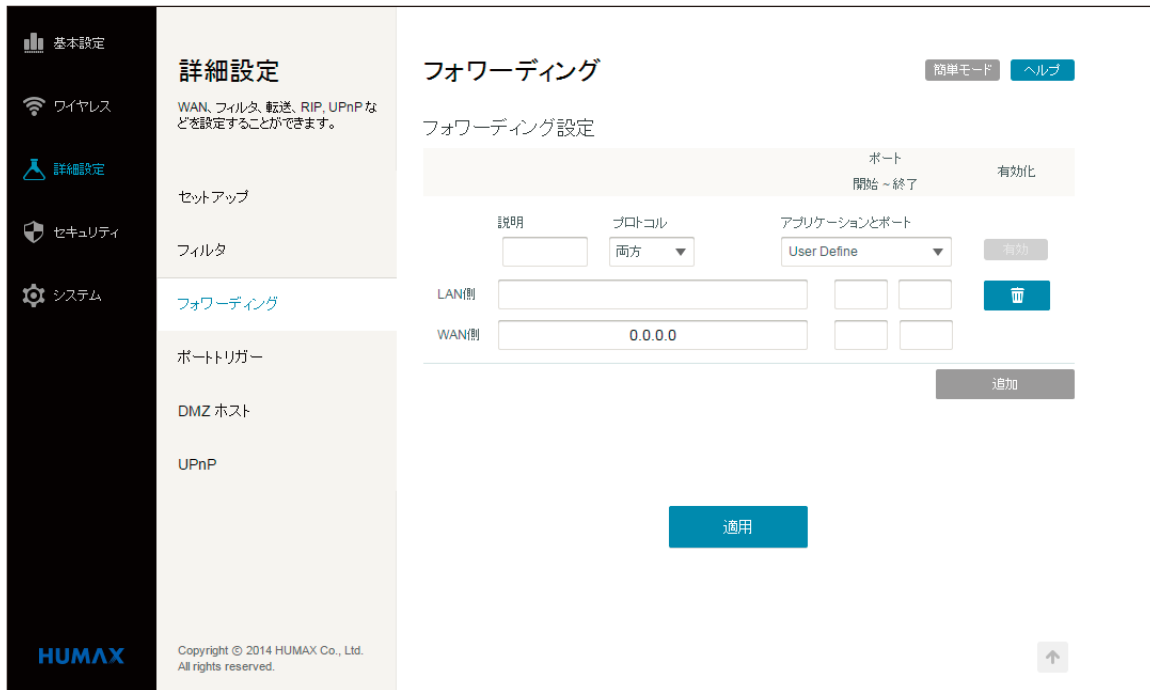 基本設定
ワイヤレス
詳細設定
セキュリティ
システム
HUMAX
詳細設定
WAN、フィルタ、転送、RIP, UPnP な
どを設定することができます。
セットアップ
フィルタ
フォワーディング
ポートトリガー
DMZ ホスト
UPnP
Copyright © 2014 HUMAX Co., Ltd.
All rights reserved.
フォワーディング
簡単モード
ヘルプ
フォワーディング設定
ポート
開始 ~ 終了
有効化
説明
プロトコル
アプリケーションとポート
両方
User Define
有効
LAN側
WAN側
0.0.0.0
追加
適用